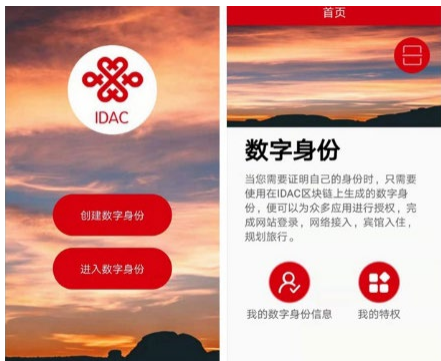 IDAC
创建数字身份
进入数字身份
首页
数字身份
当您需要证明自己的身份时，只需要
使用在IDAC区块链上生成的数字身
份，便可以为众多应用进行授权，完
成网站登录，网络接入，宾馆入住，
规划旅行。
我的数字身份信息
我的特权